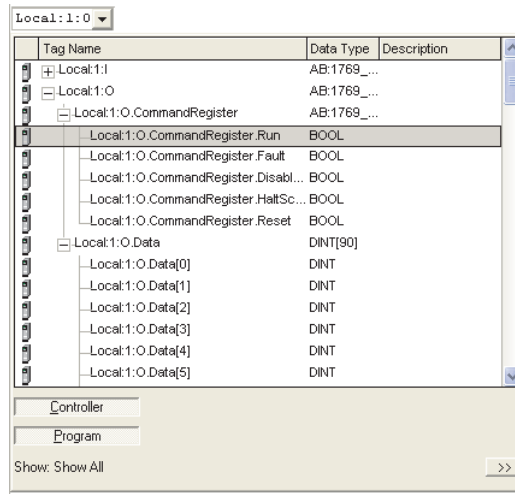 Local:1:O
Tag Name Data Type Description
Local:1:I AB:1769_...
Local:1:O AB:1769_...
Local:1:O.CommandRegister AB:1769_...
Local:1:O.CommandRegister.Run BOOL
Local:1:O.CommandRegister.Fault BOOL
Local:1:O.CommandRegister.Disabl... BOOL
Local:1:O.CommandRegister.HaltSc... BOOL
Local:1:O.CommandRegister.Reset BOOL
Local:1:O.Data DINT[90]
Local:1:O.Data[0] DINT
Local:1:O.Data[1] DINT
Local:1:O.Data[2] DINT
Local:1:O.Data[3] DINT
Local:1:O.Data[4] DINT
Local:1:O.Data[5] DINT
Controller
Program
Show: Show All >>